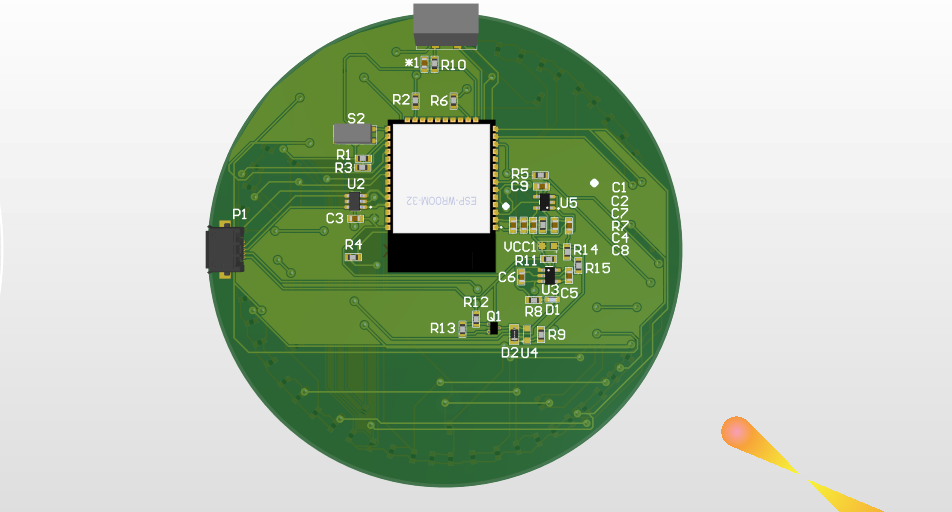 *1 R10
R2 R6
S2
R1
R3
U2
C3
P1
R4
ESP-WROOM-32
R5
C9
U5
C1
C2
C7
R7
C4
C8
VCC1
R14
R11
R15
C6
U3
C5
R8
D1
R12
Q1
R13
R9
D2
U4